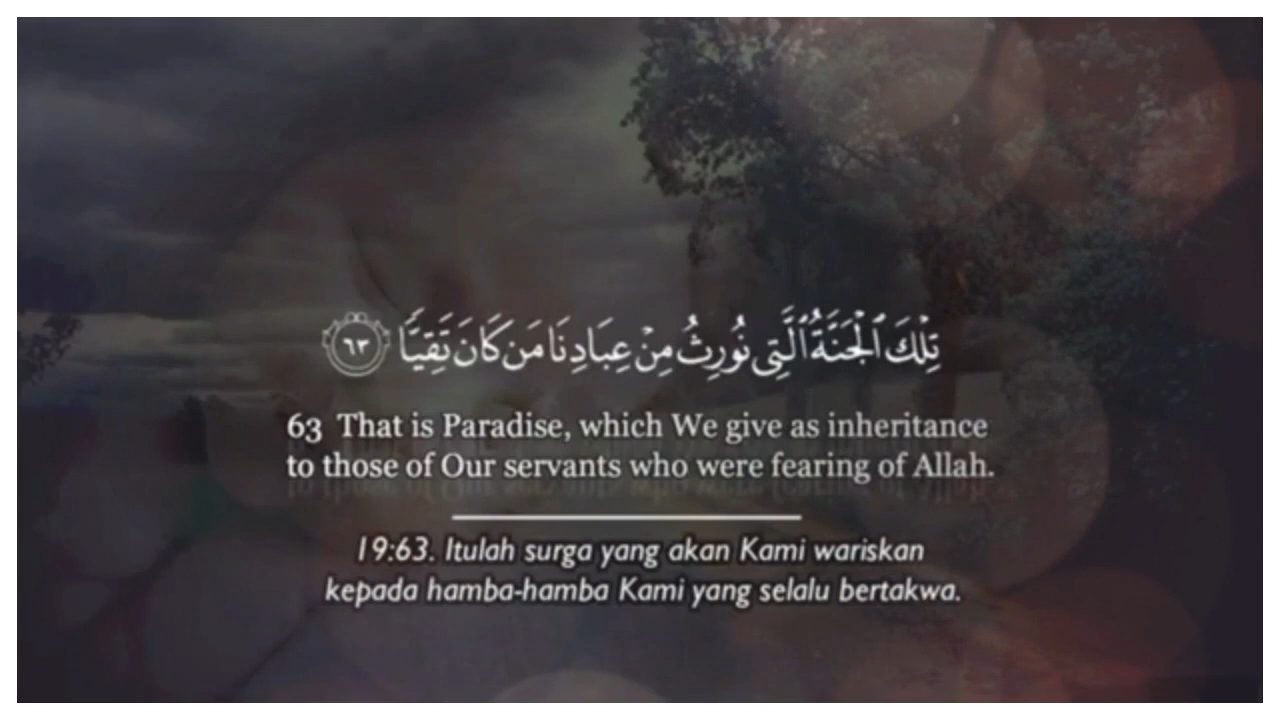 تِلْكَ ٱلْجَنَّةُ ٱلَّتِى نُورِثُ مِنْ عِبَادِنَا مَن كَانَ تَقِيًّا ٦٣
63 That is Paradise, which We give as inheritance
to those of Our servants who were fearing of Allah.
19:63. Itulah surga yang akan Kami wariskan
kepada hamba-hamba Kami yang selalu bertakwa.